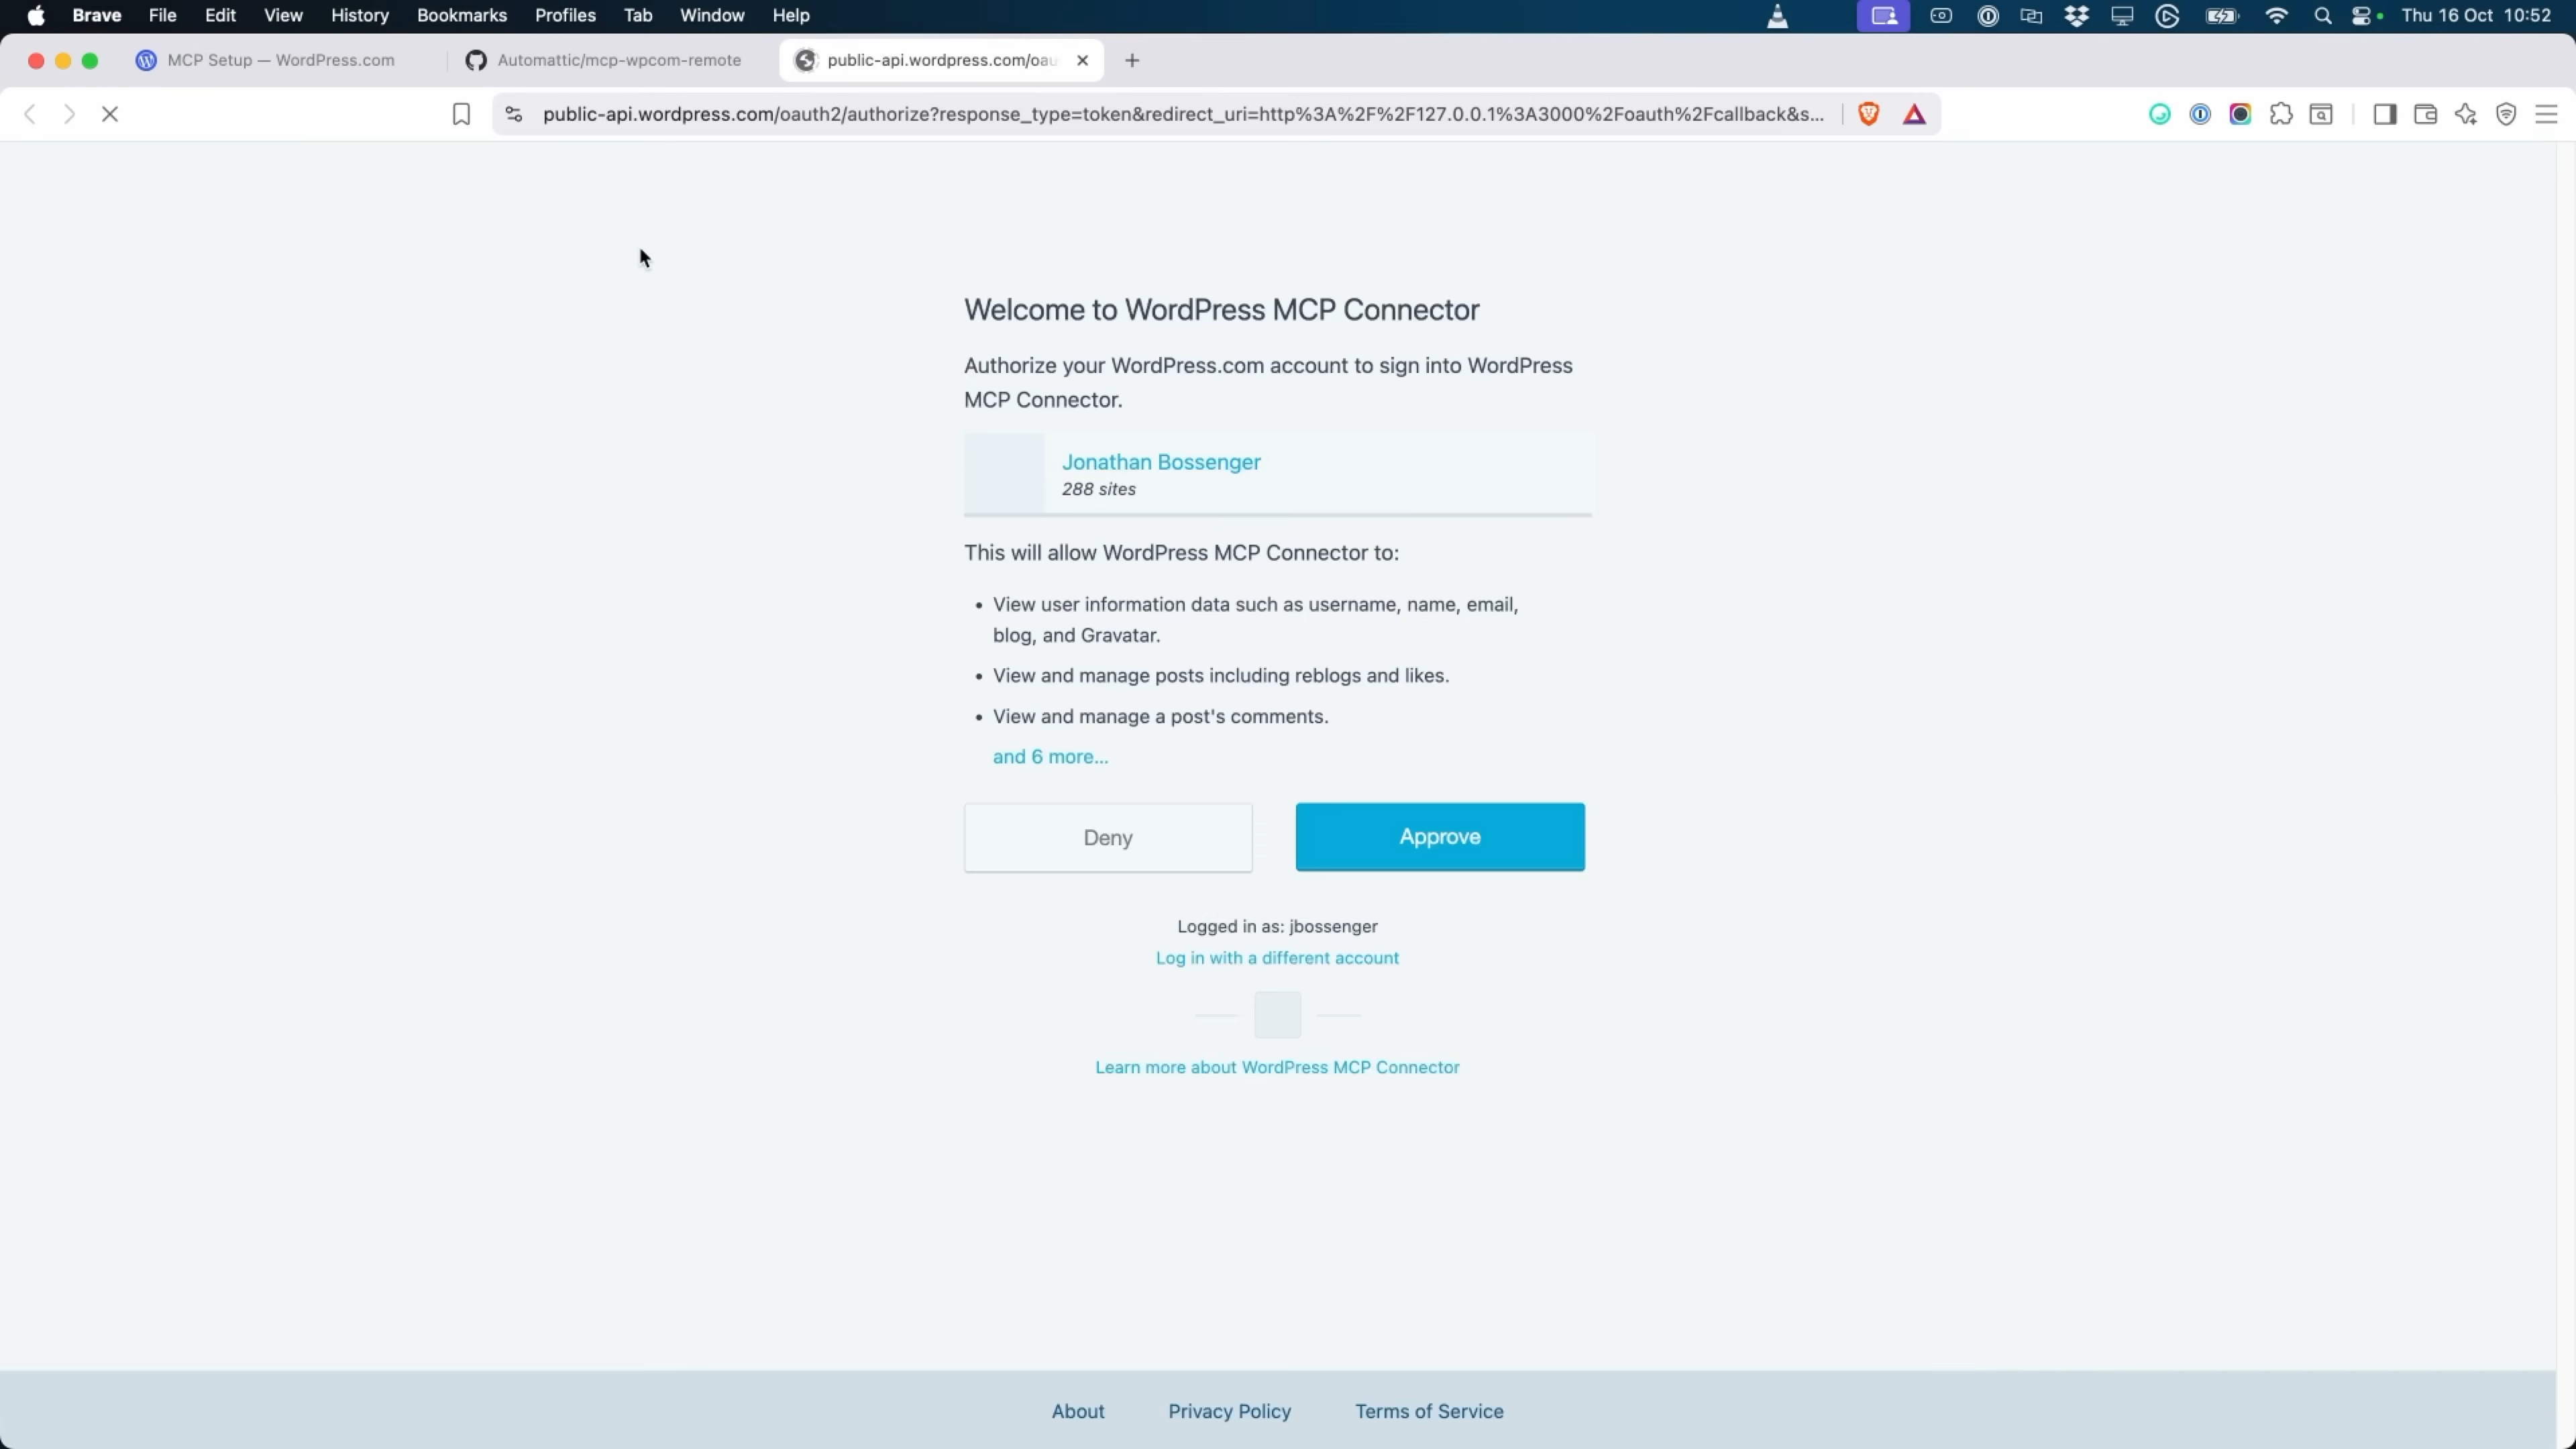 Brave File Edit View History Bookmarks Profiles Tab Window Help Thu 16 Oct 10:52
MCP Setup — WordPress.com Automattic/mcp-wpcom-remote public-api.wordpress.com/oau
public-api.wordpress.com/oauth2/authorize?response_type=token&redirect_uri=http%3A%2F%2F127.0.0.1%3A3000%2Foauth%2Fcallback&s...
Welcome to WordPress MCP Connector
Authorize your WordPress.com account to sign into WordPress
MCP Connector.
Jonathan Bossenger
288 sites
This will allow WordPress MCP Connector to:
• View user information data such as username, name, email,
blog, and Gravatar.
• View and manage posts including reblogs and likes.
• View and manage a post's comments.
and 6 more...
Deny Approve
Logged in as: jbossenger
Log in with a different account
Learn more about WordPress MCP Connector
About Privacy Policy Terms of Service